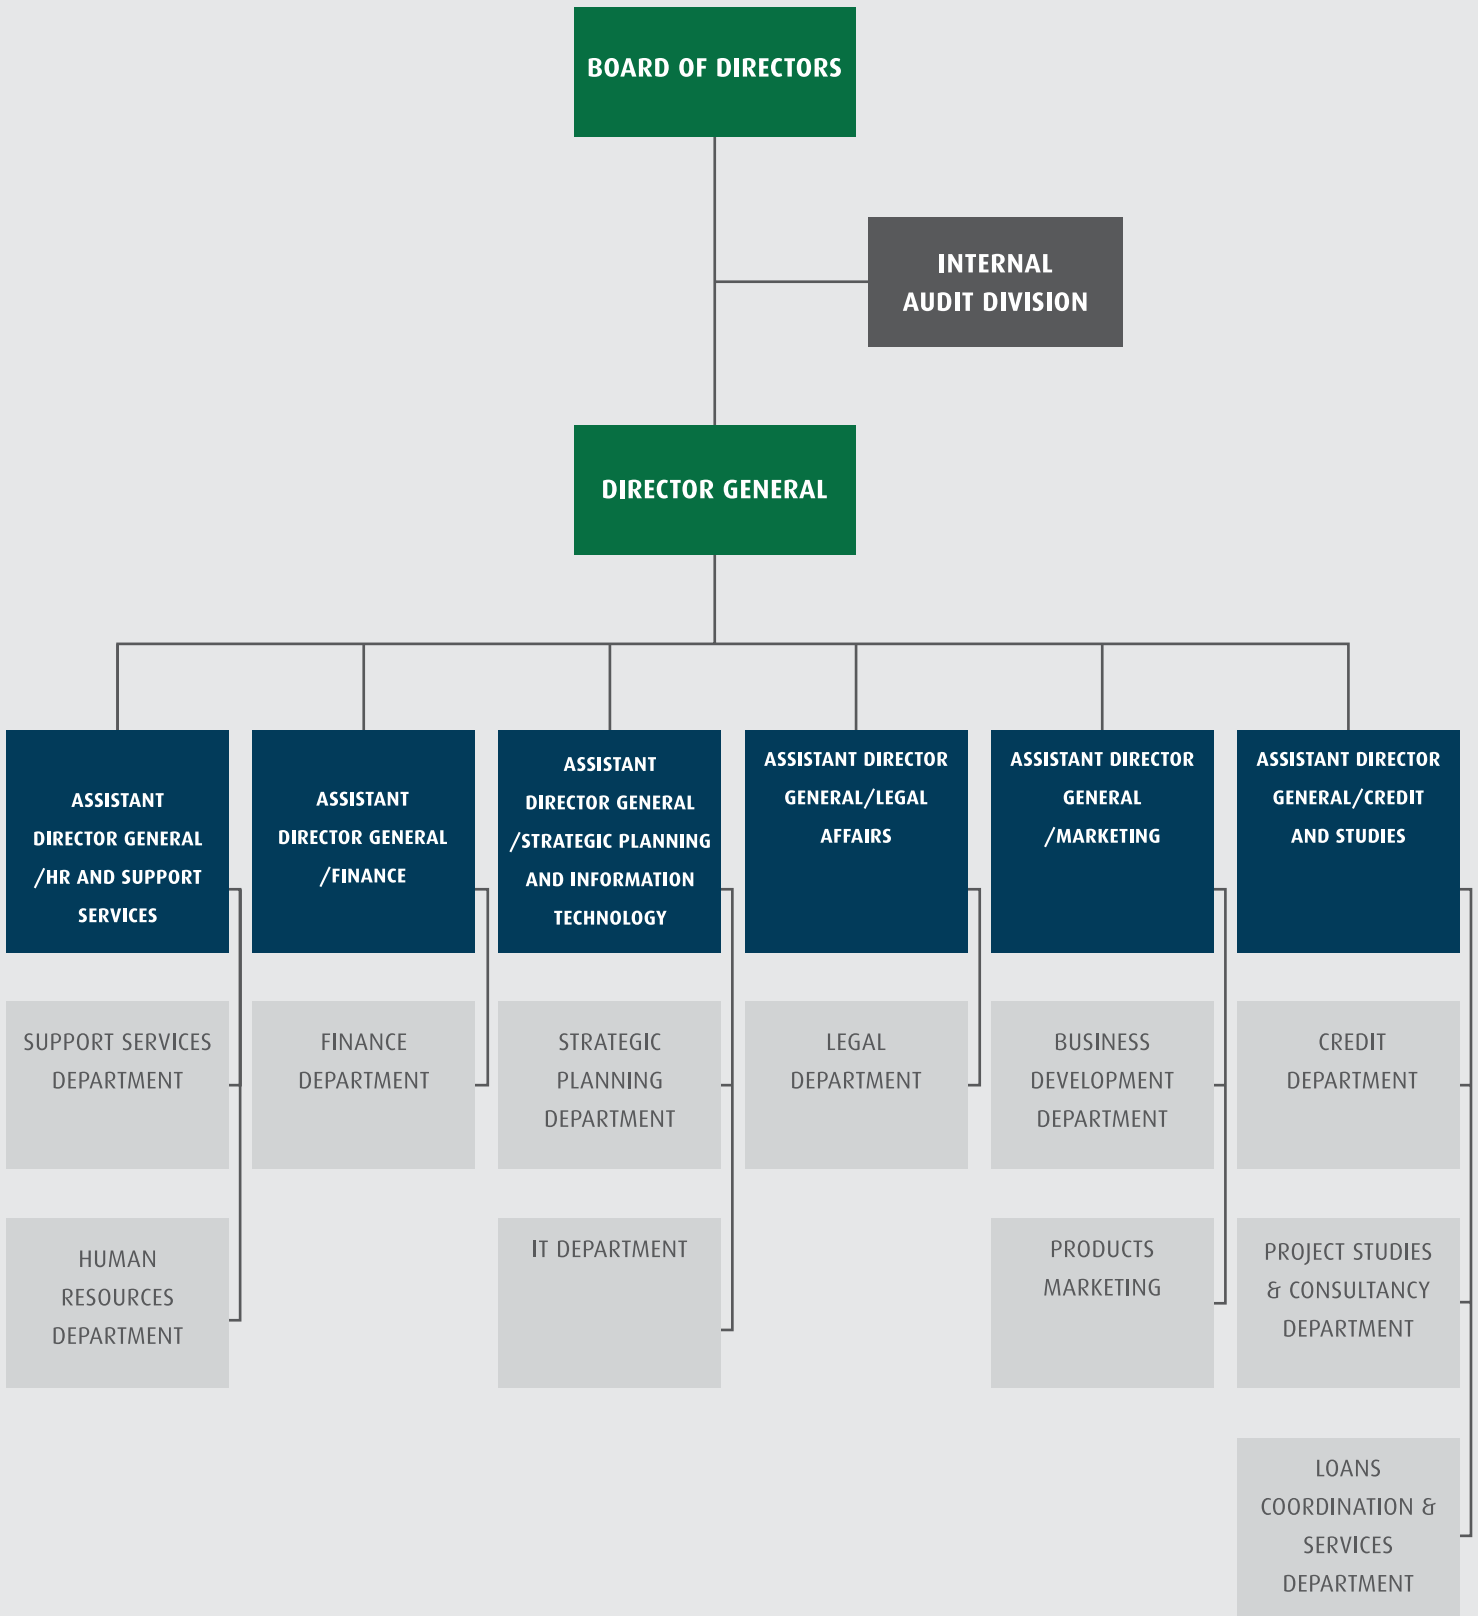 BOARD OF DIRECTORS
INTERNAL
AUDIT DIVISION
DIRECTOR GENERAL
ASSISTANT
DIRECTOR GENERAL
/HR AND SUPPORT
SERVICES
ASSISTANT
DIRECTOR GENERAL
/FINANCE
ASSISTANT
DIRECTOR GENERAL
/STRATEGIC PLANNING
AND INFORMATION
TECHNOLOGY
ASSISTANT DIRECTOR
GENERAL/LEGAL
AFFAIRS
ASSISTANT DIRECTOR
GENERAL
/MARKETING
ASSISTANT DIRECTOR
GENERAL/CREDIT
AND STUDIES
SUPPORT SERVICES
DEPARTMENT
FINANCE
DEPARTMENT
STRATEGIC
PLANNING
DEPARTMENT
LEGAL
DEPARTMENT
BUSINESS
DEVELOPMENT
DEPARTMENT
CREDIT
DEPARTMENT
HUMAN
RESOURCES
DEPARTMENT
IT DEPARTMENT
PRODUCTS
MARKETING
PROJECT STUDIES
& CONSULTANCY
DEPARTMENT
LOANS
COORDINATION &
SERVICES
DEPARTMENT